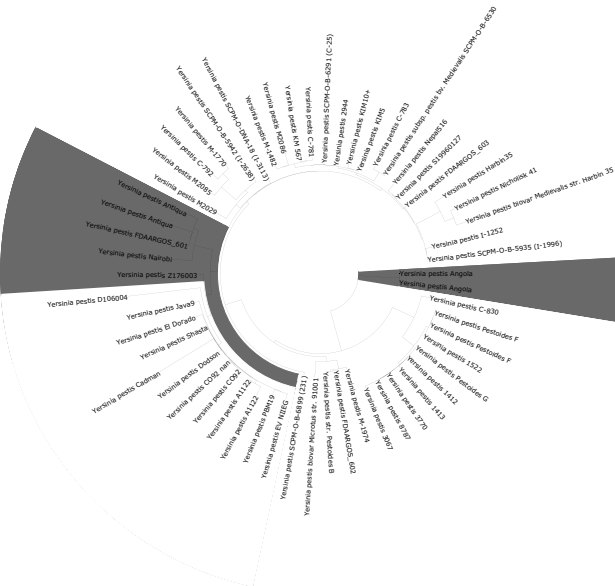 Yersinia pestis SCPM-O-B-6291 (C-25)
Yersinia pestis 2944
Yersinia pestis KIM10+
Yersinia pestis KIM5
Yersinia pestis C-783
Yersinia pestis subsp. pestis bv. Medievalis SCPM-O-B-6530
Yersinia pestis Nepal516
Yersinia pestis S19960127
Yersinia pestis FDAARGOS_603
Yersinia pestis Harbin35
Yersinia pestis Nicholisk 41
Yersinia pestis biovar Medievalis str. Harbin 35
Yersinia pestis I-1252
Yersinia pestis SCPM-O-B-5935 (I-1996)
Yersinia pestis Angola
Yersinia pestis Angola
Yersinia pestis C-830
Yersinia pestis Pestoides F
Yersinia pestis Pestoides F
Yersinia pestis 1522
Yersinia pestis Pestoides G
Yersinia pestis 1412
Yersinia pestis 1413
Yersinia pestis 3770
Yersinia pestis 8787
Yersinia pestis 3067
Yersinia pestis M-1974
Yersinia pestis FDAARGOS_602
Yersinia pestis str. Pestoides B
Yersinia pestis biovar Microtus str. 91001
Yersinia pestis SCPM-O-B-6899 (231)
Yersinia pestis EV NIIEG
Yersinia pestis PBM19
Yersinia pestis A1122
Yersinia pestis A1122
Yersinia pestis CO92
Yersinia pestis CO92 nan
Yersinia pestis Dodson
Yersinia pestis Cadman
Yersinia pestis Shasta
Yersinia pestis El Dorado
Yersinia pestis Java9
Yersinia pestis D106004
Yersinia pestis Z176003
Yersinia pestis Nairobi
Yersinia pestis FDAARGOS_601
Yersinia pestis Antiqua
Yersinia pestis Antiqua
Yersinia pestis M2029
Yersinia pestis M2085
Yersinia pestis C-792
Yersinia pestis M-1770
Yersinia pestis SCPM-O-B-5942 (I-2638)
Yersinia pestis SCPM-O-DNA-18 (I-3113)
Yersinia pestis M-1482
Yersinia pestis M2086
Yersinia pestis KM 567
Yersinia pestis C-781